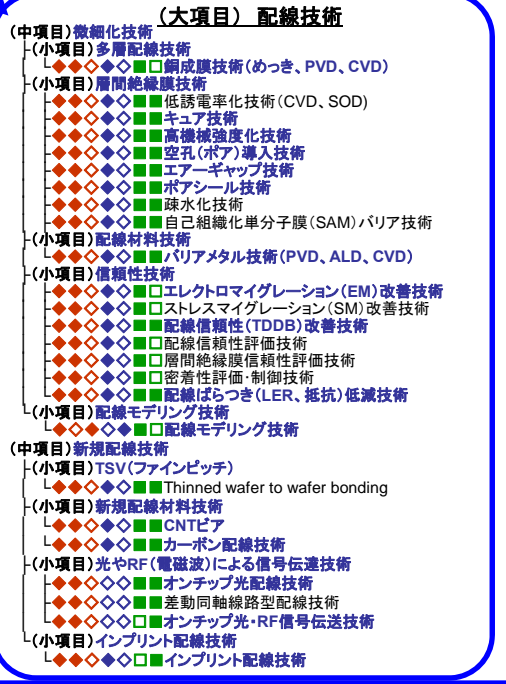 (大項目) 配線技術
(中項目)微細化技術
├(小項目)多層配線技術
└◆◆◇◆◇■□銅成膜技術(めっき、PVD、CVD)
├(小項目)層間絶縁膜技術
├◆◆◇◆◇■■低誘電率化技術(CVD、SOD)
├◆◆◇◆◇■■キュア技術
├◆◆◇◆◇■■高機械強度化技術
├◆◆◇◆◇■■空孔(ポア)導入技術
├◆◆◇◆◇■■エアーギャップ技術
├◆◆◇◆◇■■ポアシール技術
├◆◆◇◆◇■■疎水化技術
└◆◆◇◆◇■■自己組織化単分子膜(SAM)バリア技術
├(小項目)配線材料技術
└◆◆◇◆◇■■バリアメタル技術(PVD、ALD、CVD)
├(小項目)信頼性技術
├◆◆◇◆◇■□エレクトロマイグレーション(EM)改善技術
├◆◆◇◆◇■□ストレスマイグレーション(SM)改善技術
├◆◆◇◆◇■■配線信頼性(TDDB)改善技術
├◆◆◇◆◇■□配線信頼性評価技術
├◆◆◇◆◇■□層間絶縁膜信頼性評価技術
├◆◆◇◆◇■□密着性評価・制御技術
└◆◆◇◆◇■■配線ばらつき(LER、抵抗)低減技術
└(小項目)配線モデリング技術
└◆◇◆◇◆■□配線モデリング技術
(中項目)新規配線技術
├(小項目)TSV(ファインピッチ)
└◆◆◇◆◇■■Thinned wafer to wafer bonding
├(小項目)新規配線材料技術
└◆◆◇◆◇■■CNTビア
└◆◆◇◆◇■■カーボン配線技術
├(小項目)光やRF(電磁波)による信号伝達技術
├◆◆◇◇◇■■オンチップ光配線技術
├◆◆◇◇◇■■差動同軸線路型配線技術
└◆◆◇◇◇□■オンチップ光・RF信号伝送技術
└(小項目)インプリント配線技術
└◆◆◇◆◇□■インプリント配線技術